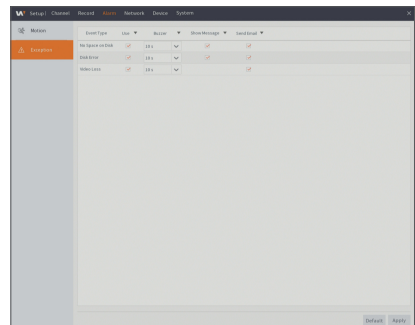 Setup | Channel Record Alarm Network Device System
Motion
Exception
Event Type Use Buzzer Show Message Send Email
No Space on Disk 10 s
Disk Error 10 s
Video Loss 10 s
Default Apply